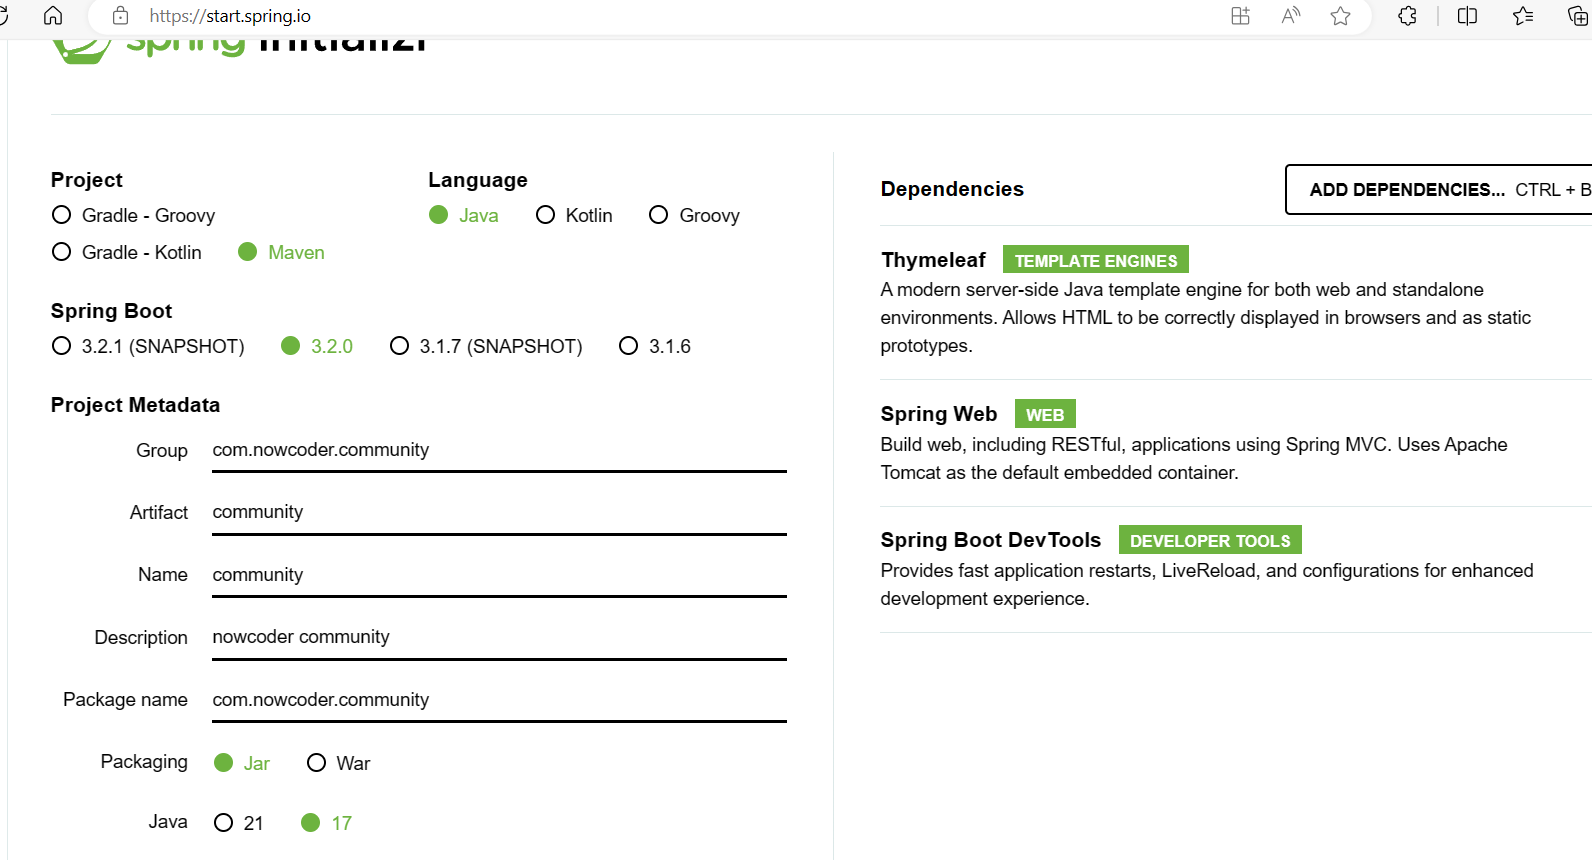 https://start.spring.io
spring initializr
Project
Gradle - Groovy
Gradle - Kotlin Maven
Language
Java Kotlin Groovy
Spring Boot
3.2.1 (SNAPSHOT) 3.2.0 3.1.7 (SNAPSHOT) 3.1.6
Project Metadata
Group com.nowcoder.community
Artifact community
Name community
Description nowcoder community
Package name com.nowcoder.community
Packaging Jar War
Java 21 17
Dependencies
ADD DEPENDENCIES... CTRL + B
Thymeleaf TEMPLATE ENGINES
A modern server-side Java template engine for both web and standalone
environments. Allows HTML to be correctly displayed in browsers and as static
prototypes.
Spring Web WEB
Build web, including RESTful, applications using Spring MVC. Uses Apache
Tomcat as the default embedded container.
Spring Boot DevTools DEVELOPER TOOLS
Provides fast application restarts, LiveReload, and configurations for enhanced
development experience.